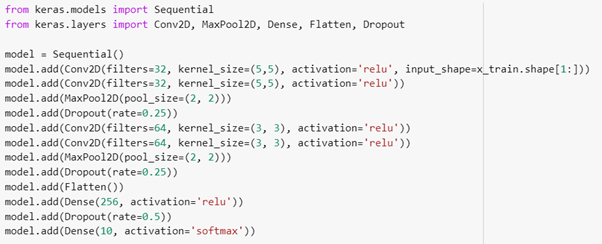 from keras.models import Sequential
from keras.layers import Conv2D, MaxPool2D, Dense, Flatten, Dropout
model = Sequential()
model.add(Conv2D(filters=32, kernel_size=(5,5), activation='relu', input_shape=x_train.shape[1:]))
model.add(Conv2D(filters=32, kernel_size=(5,5), activation='relu'))
model.add(MaxPool2D(pool_size=(2, 2)))
model.add(Dropout(rate=0.25))
model.add(Conv2D(filters=64, kernel_size=(3, 3), activation='relu'))
model.add(Conv2D(filters=64, kernel_size=(3, 3), activation='relu'))
model.add(MaxPool2D(pool_size=(2, 2)))
model.add(Dropout(rate=0.25))
model.add(Flatten())
model.add(Dense(256, activation='relu'))
model.add(Dropout(rate=0.5))
model.add(Dense(10, activation='softmax'))